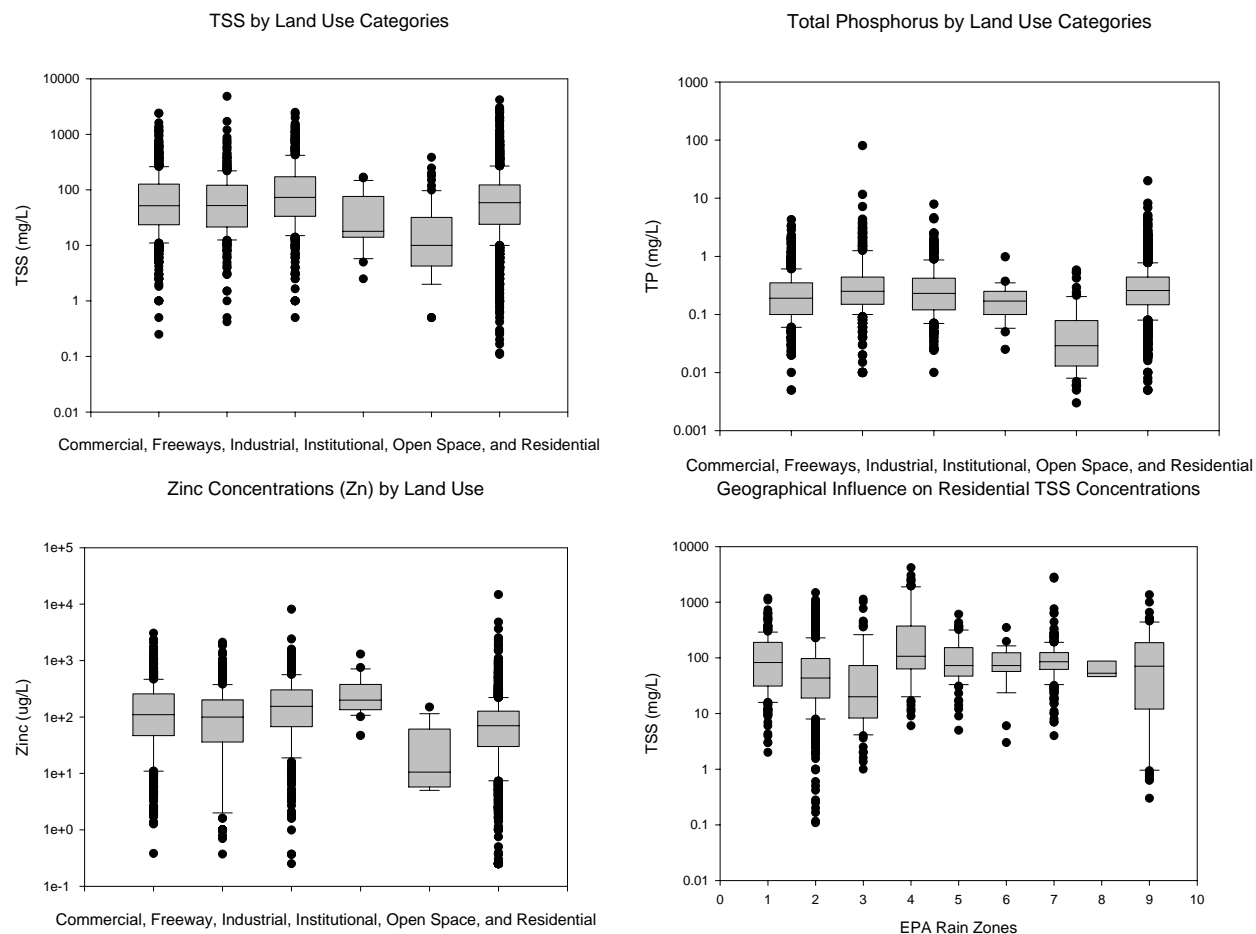 TSS by Land Use Categories
TSS (mg/L)
10000
1000
100
10
1
0.1
0.01
Commercial, Freeways, Industrial, Institutional, Open Space, and Residential
Total Phosphorus by Land Use Categories
TP (mg/L)
1000
100
10
1
0.1
0.01
0.001
Commercial, Freeways, Industrial, Institutional, Open Space, and Residential
Zinc Concentrations (Zn) by Land Use
Zinc (ug/L)
1e+5
1e+4
1e+3
1e+2
1e+1
1e+0
1e-1
Commercial, Freeway, Industrial, Institutional, Open Space, and Residential
Geographical Influence on Residential TSS Concentrations
TSS (mg/L)
10000
1000
100
10
1
0.1
0.01
0 1 2 3 4 5 6 7 8 9 10
EPA Rain Zones